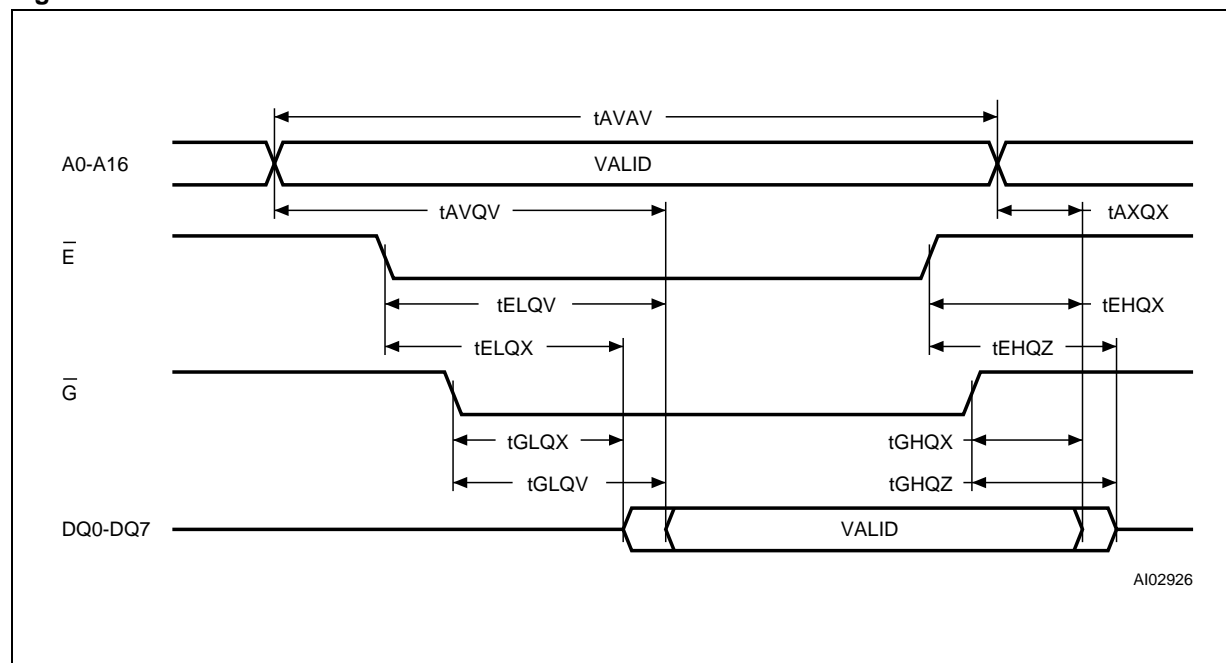 tAVAV
A0-A16 VALID
tAVQV tAXQX
E
tELQV tEHQX
tELQX tEHQZ
G
tGLQX tGHQX
tGLQV tGHQZ
DQ0-DQ7 VALID
AI02926